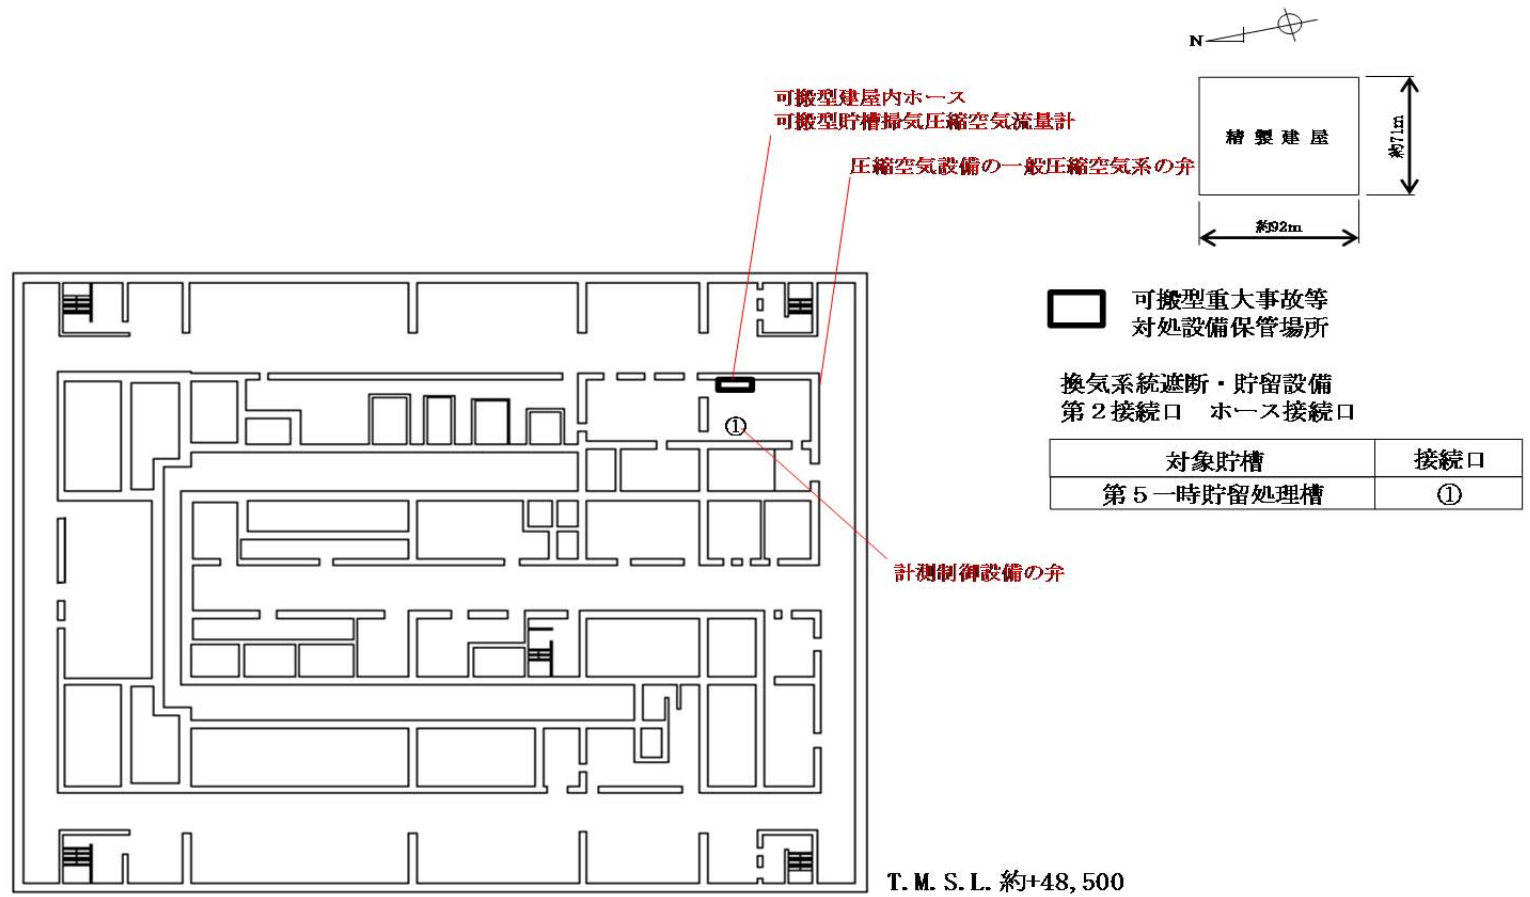 N
可搬型建屋内ホース
可搬型貯槽掃気圧縮空気流量計
圧縮空気設備の一般圧縮空気系の弁
精製建屋
約71m
約92m
可搬型重大事故等
対処設備保管場所
換気系統遮断・貯留設備
第２接続口　ホース接続口
対象貯槽 接続口
第５一時貯留処理槽 ①
①
計測制御設備の弁
T.M.S.L.約+48,500